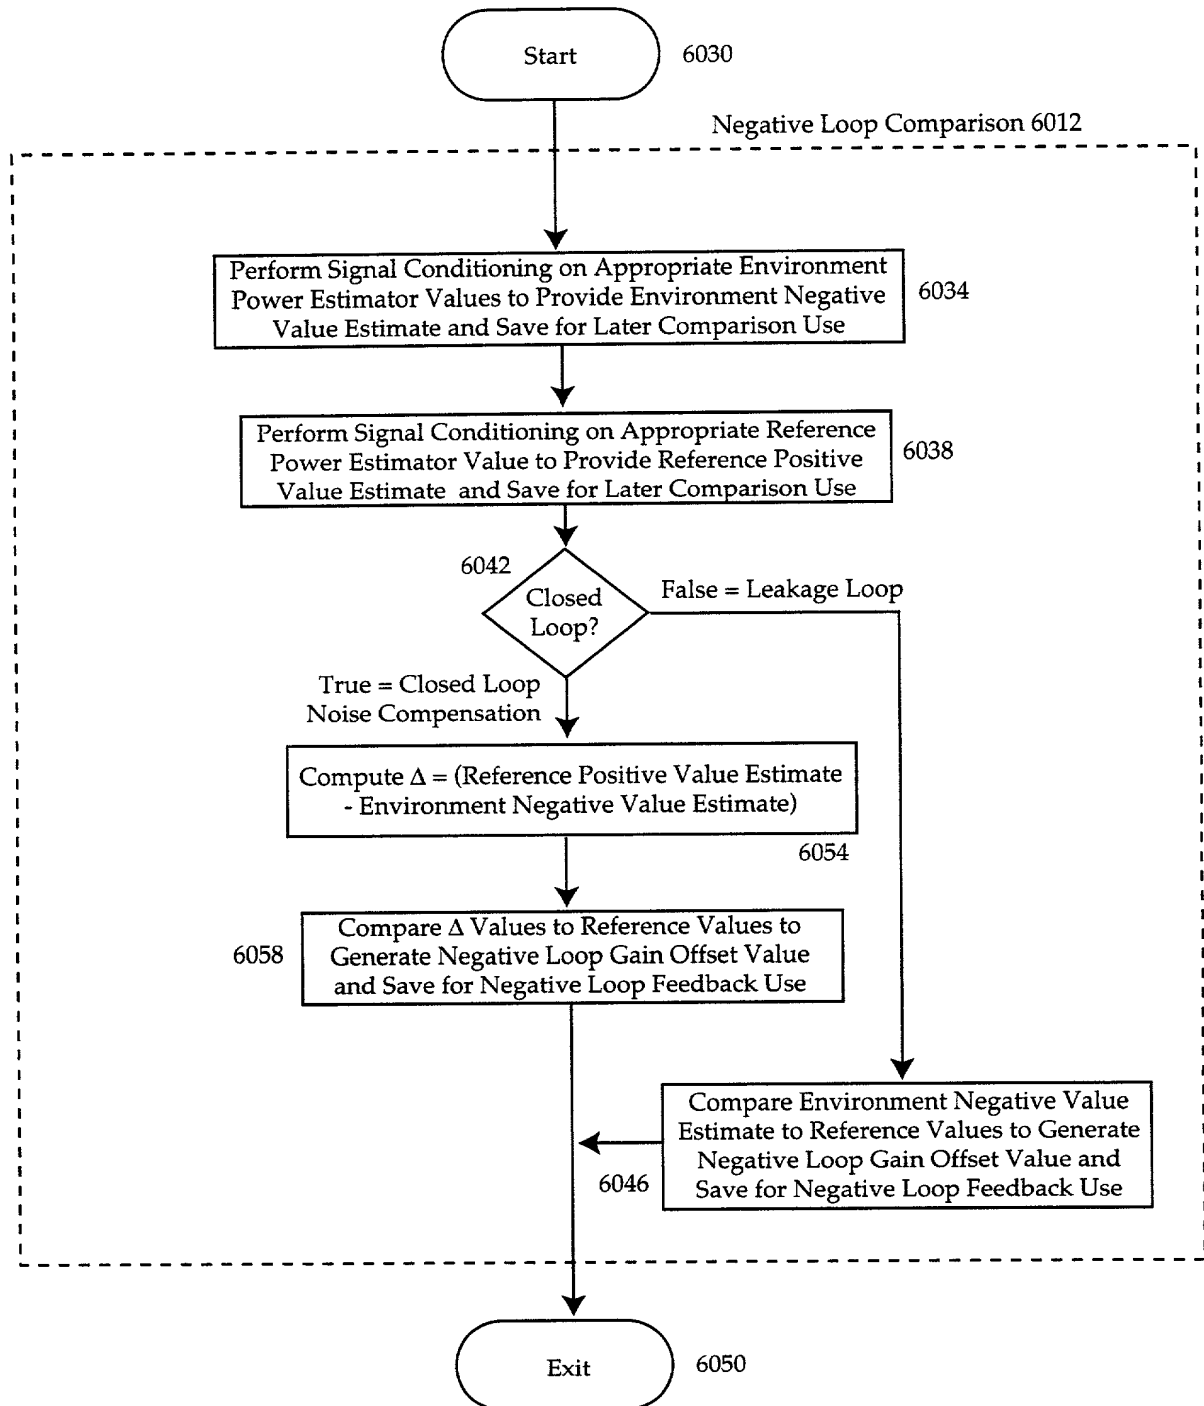 Start
6030
Negative Loop Comparison 6012
Perform Signal Conditioning on Appropriate Environment
Power Estimator Values to Provide Environment Negative
Value Estimate and Save for Later Comparison Use
6034
Perform Signal Conditioning on Appropriate Reference
Power Estimator Value to Provide Reference Positive
Value Estimate and Save for Later Comparison Use
6038
6042
Closed
Loop?
False = Leakage Loop
True = Closed Loop
Noise Compensation
Compute Δ = (Reference Positive Value Estimate
- Environment Negative Value Estimate)
6054
6058
Compare Δ Values to Reference Values to
Generate Negative Loop Gain Offset Value
and Save for Negative Loop Feedback Use
Compare Environment Negative Value
Estimate to Reference Values to Generate
Negative Loop Gain Offset Value and
Save for Negative Loop Feedback Use
6046
Exit
6050